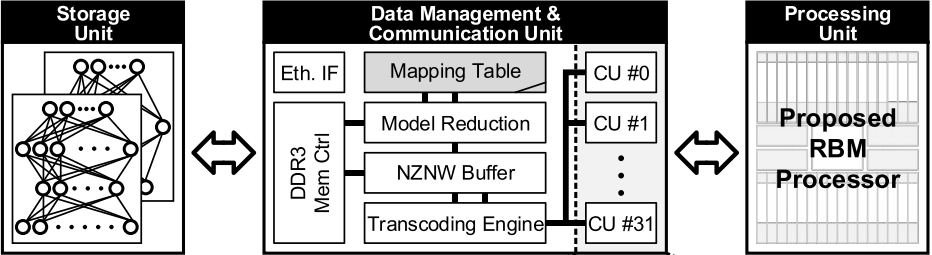 Storage
Unit
Data Management &
Communication Unit
Eth. IF
DDR3
Mem Ctrl
Mapping Table
Model Reduction
NZNW Buffer
Transcoding Engine
CU #0
CU #1
CU #31
Processing
Unit
Proposed
RBM
Processor